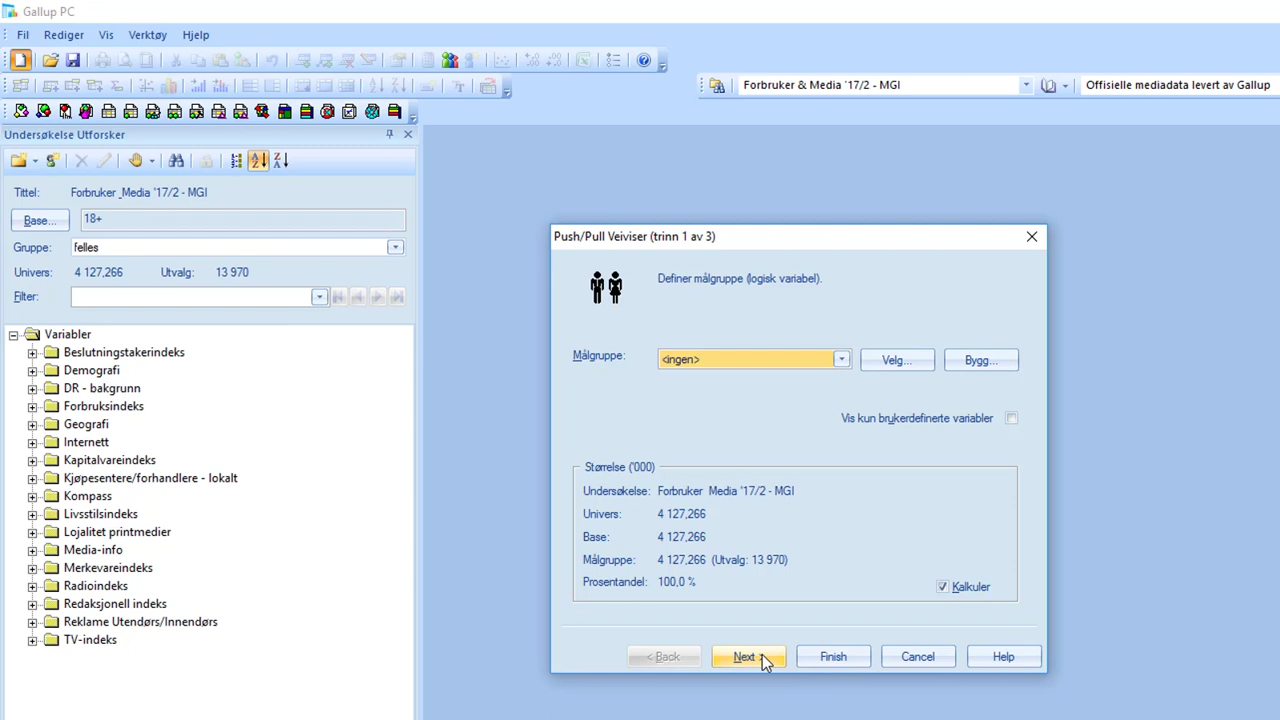 Gallup PC
Fil Rediger Vis Verktøy Hjelp
Forbruker & Media '17/2 - MGI
Offisielle mediadata levert av Gallup
Undersøkelse Utforsker
Tittel: Forbruker _Media '17/2 - MGI
Base... 18+
Gruppe: felles
Univers: 4 127,266 Utvalg: 13 970
Filter:
Variabler
Beslutningstakerindeks
Demografi
DR - bakgrunn
Forbruksindeks
Geografi
Internett
Kapitalvareindeks
Kjøpesentere/forhandlere - lokalt
Kompass
Livsstilsindeks
Lojalitet printmedier
Media-info
Merkevareindeks
Radioindeks
Redaksjonell indeks
Reklame Utendørs/Innendørs
TV-indeks
Push/Pull Veiviser (trinn 1 av 3)
Definer målgruppe (logisk variabel).
Målgruppe: <ingen> Velg... Bygg...
Vis kun brukerdefinerte variabler
Størrelse ('000)
Undersøkelse: Forbruker Media '17/2 - MGI
Univers: 4 127,266
Base: 4 127,266
Målgruppe: 4 127,266 (Utvalg: 13 970)
Prosentandel: 100,0 %
Kalkuler
< Back Next > Finish Cancel Help